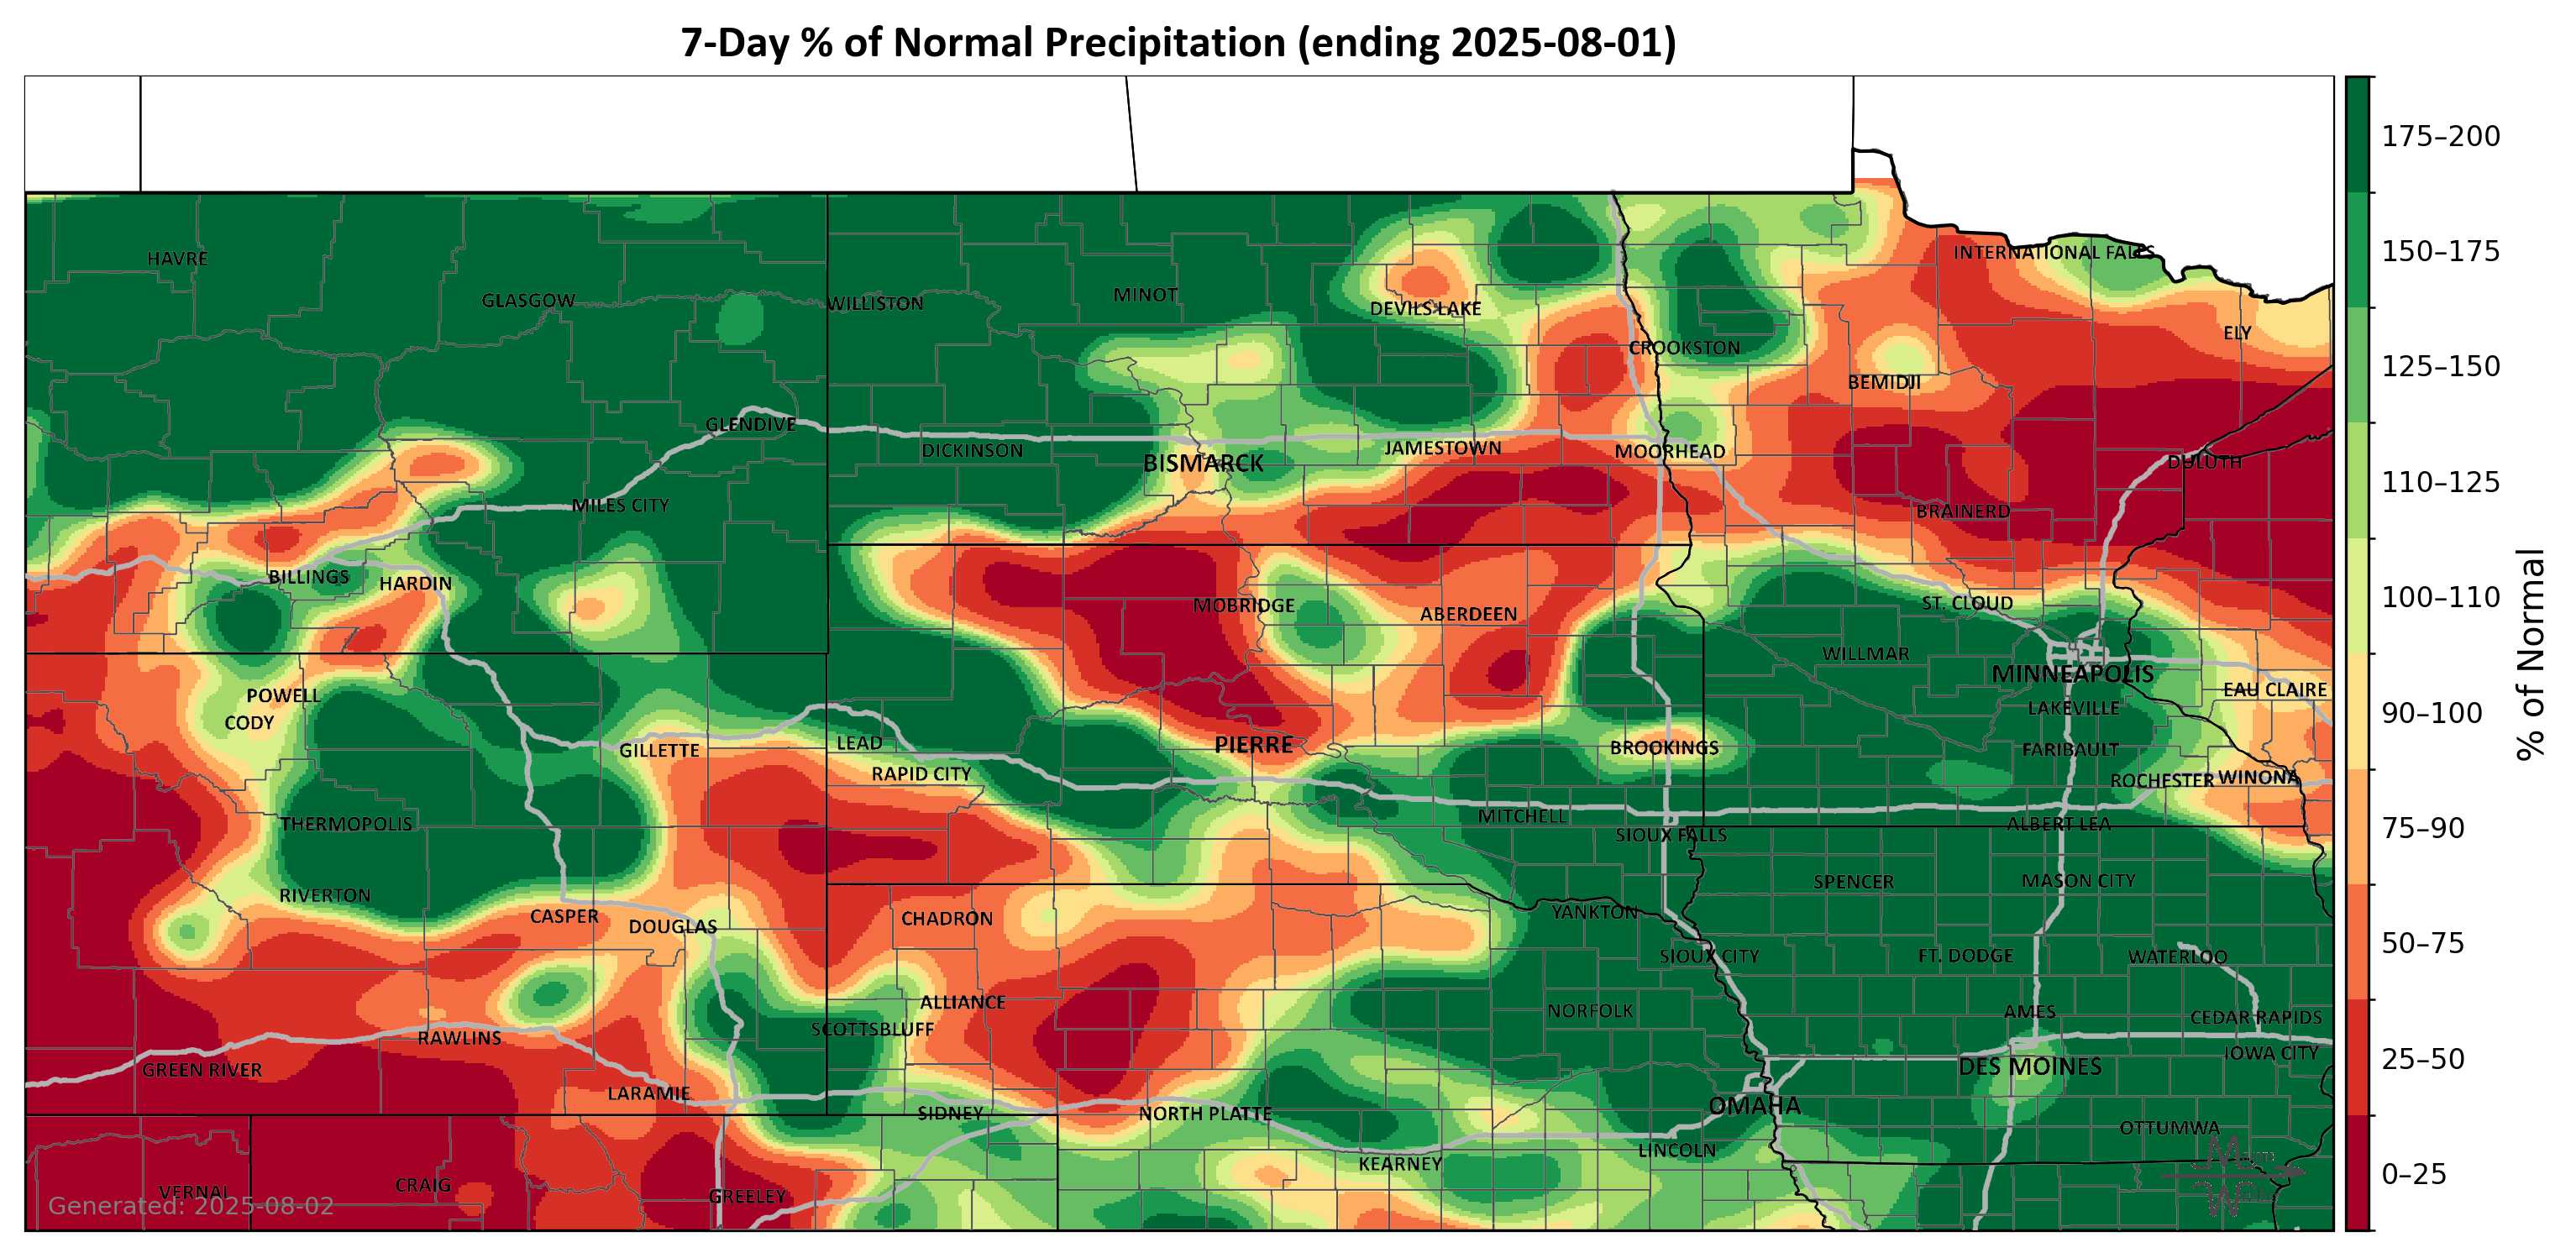 7-Day % of Normal Precipitation (ending 2025-08-01)
175–200
150–175
125–150
110–125
100–110
90–100
75–90
50–75
25–50
0–25
% of Normal
HAVRE
INTERNATIONAL FALLS
GLASGOW
WILLISTON
MINOT
DEVILS LAKE
ELY
CROOKSTON
BEMIDJI
GLENDIVE
DICKINSON
BISMARCK
JAMESTOWN
MOORHEAD
DULUTH
MILES CITY
BRAINERD
BILLINGS
HARDIN
MOBRIDGE
ABERDEEN
ST. CLOUD
WILLMAR
MINNEAPOLIS
POWELL
EAU CLAIRE
CODY
LAKEVILLE
GILLETTE
LEAD
PIERRE
BROOKINGS
FARIBAULT
RAPID CITY
ROCHESTER
WINONA
THERMOPOLIS
MITCHELL
SIOUX FALLS
ALBERT LEA
RIVERTON
SPENCER
MASON CITY
CASPER
DOUGLAS
CHADRON
YANKTON
SIOUX CITY
FT. DODGE
WATERLOO
ALLIANCE
NORFOLK
AMES
CEDAR RAPIDS
SCOTTSBLUFF
RAWLINS
IOWA CITY
GREEN RIVER
DES MOINES
LARAMIE
SIDNEY
NORTH PLATTE
OMAHA
OTTUMWA
LINCOLN
KEARNEY
VERNAL
CRAIG
GREELEY
Generated: 2025-08-02